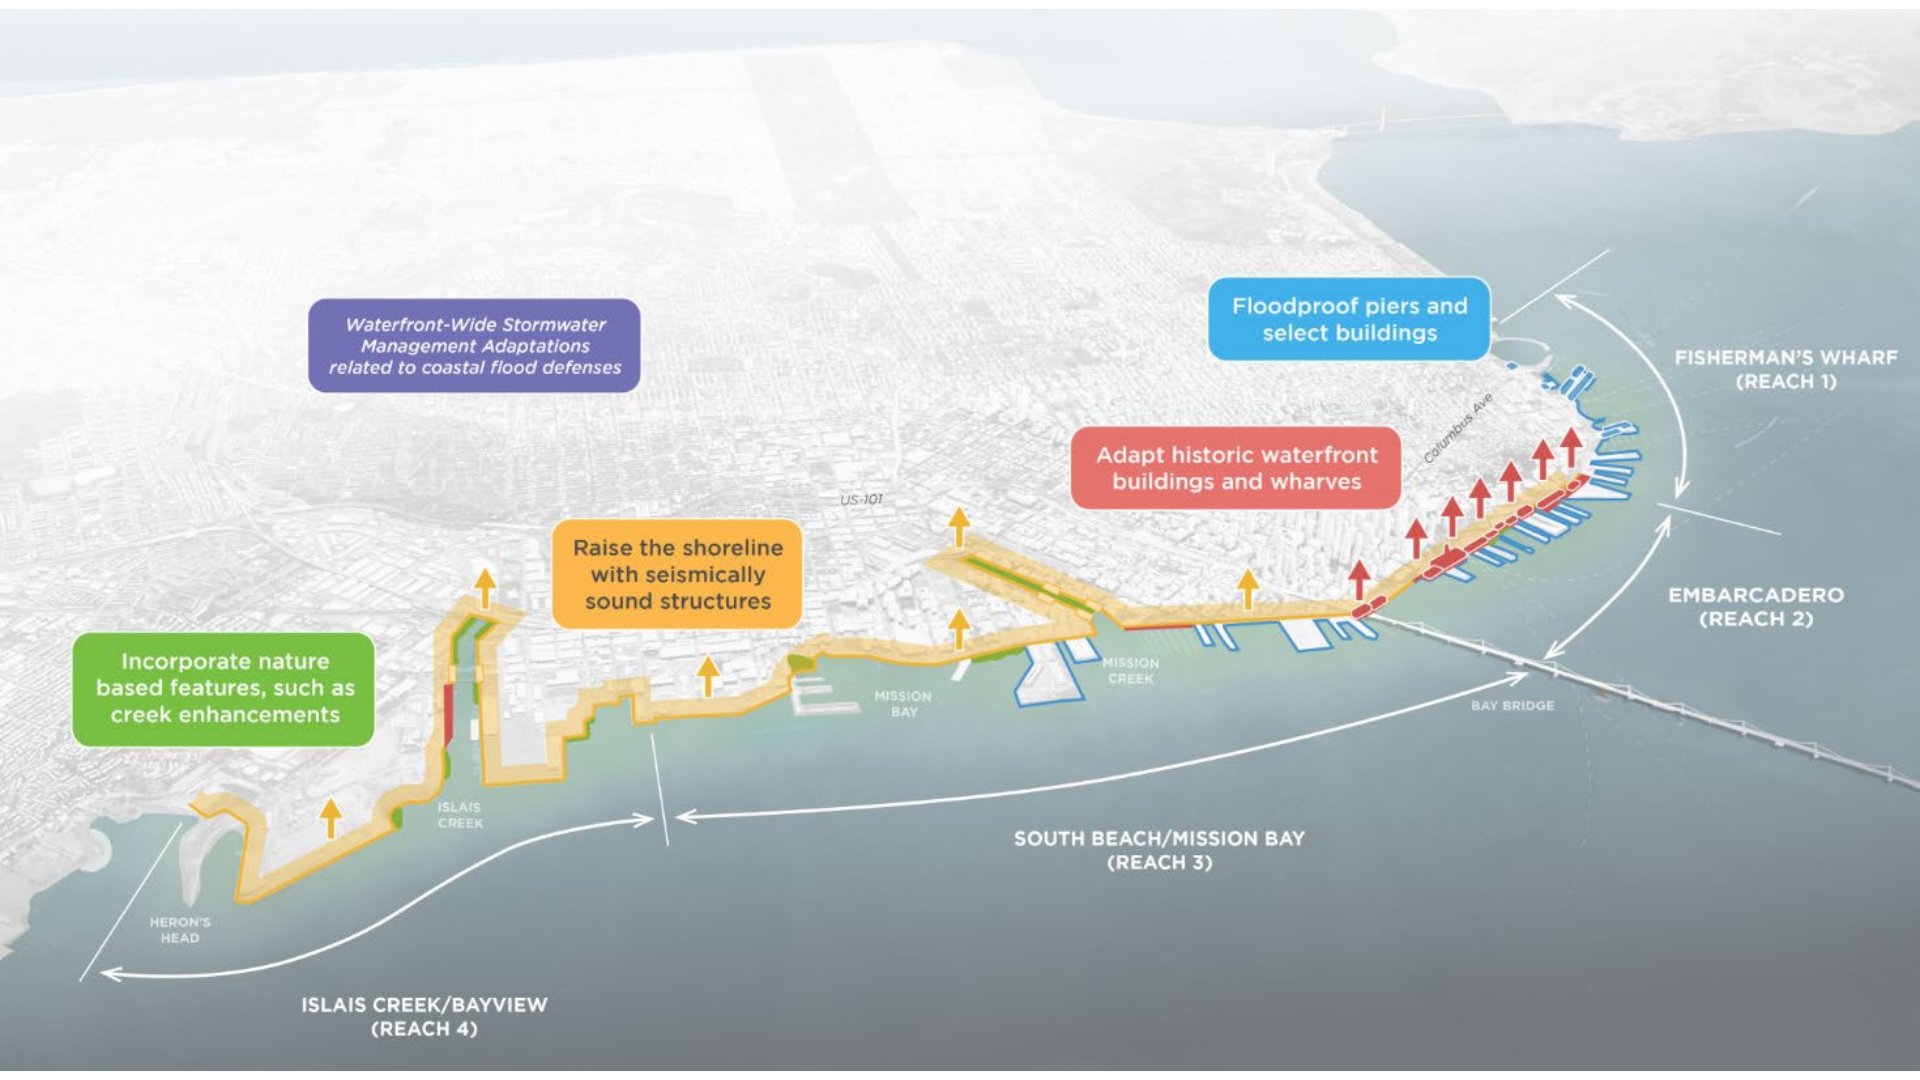 Waterfront-Wide Stormwater
Management Adaptations
related to coastal flood defenses
Floodproof piers and
select buildings
FISHERMAN'S WHARF
(REACH 1)
Columbus Ave
Adapt historic waterfront
buildings and wharves
US-101
Raise the shoreline
with seismically
sound structures
EMBARCADERO
(REACH 2)
Incorporate nature
based features, such as
creek enhancements
MISSION
CREEK
MISSION
BAY
BAY BRIDGE
ISLAIS
CREEK
SOUTH BEACH/MISSION BAY
(REACH 3)
HERON'S
HEAD
ISLAIS CREEK/BAYVIEW
(REACH 4)